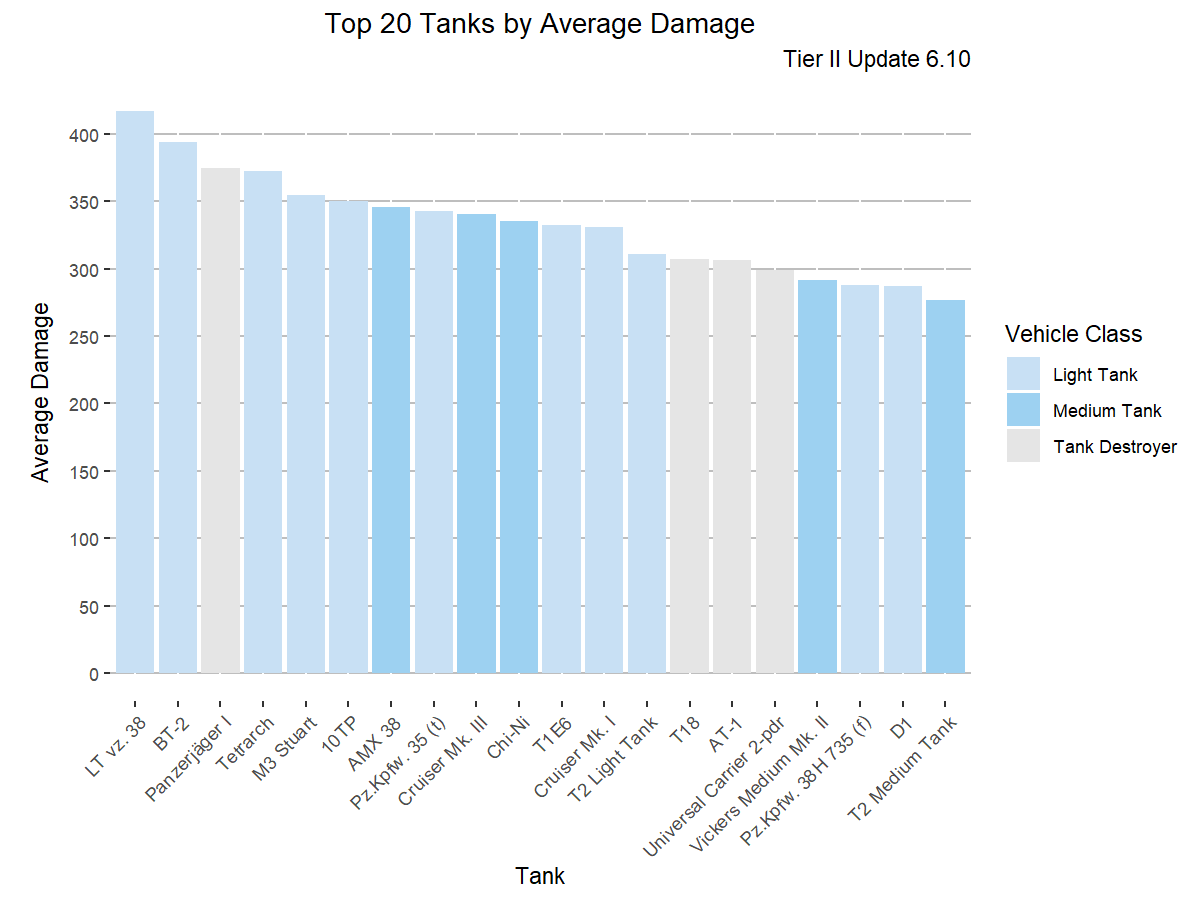 Top 20 Tanks by Average Damage
Tier II Update 6.10
Average Damage
400
350
300
250
200
150
100
50
0
LT vz. 38
BT-2
Panzerjäger I
Tetrarch
M3 Stuart
10TP
AMX 38
Pz.Kpfw. 35 (t)
Cruiser Mk. III
Chi-Ni
T1E6
Cruiser Mk. I
T2 Light Tank
T18
AT-1
Universal Carrier 2-pdr
Vickers Medium Mk. II
Pz.Kpfw. 38 H 735 (f)
D1
T2 Medium Tank
Tank
Vehicle Class
Light Tank
Medium Tank
Tank Destroyer